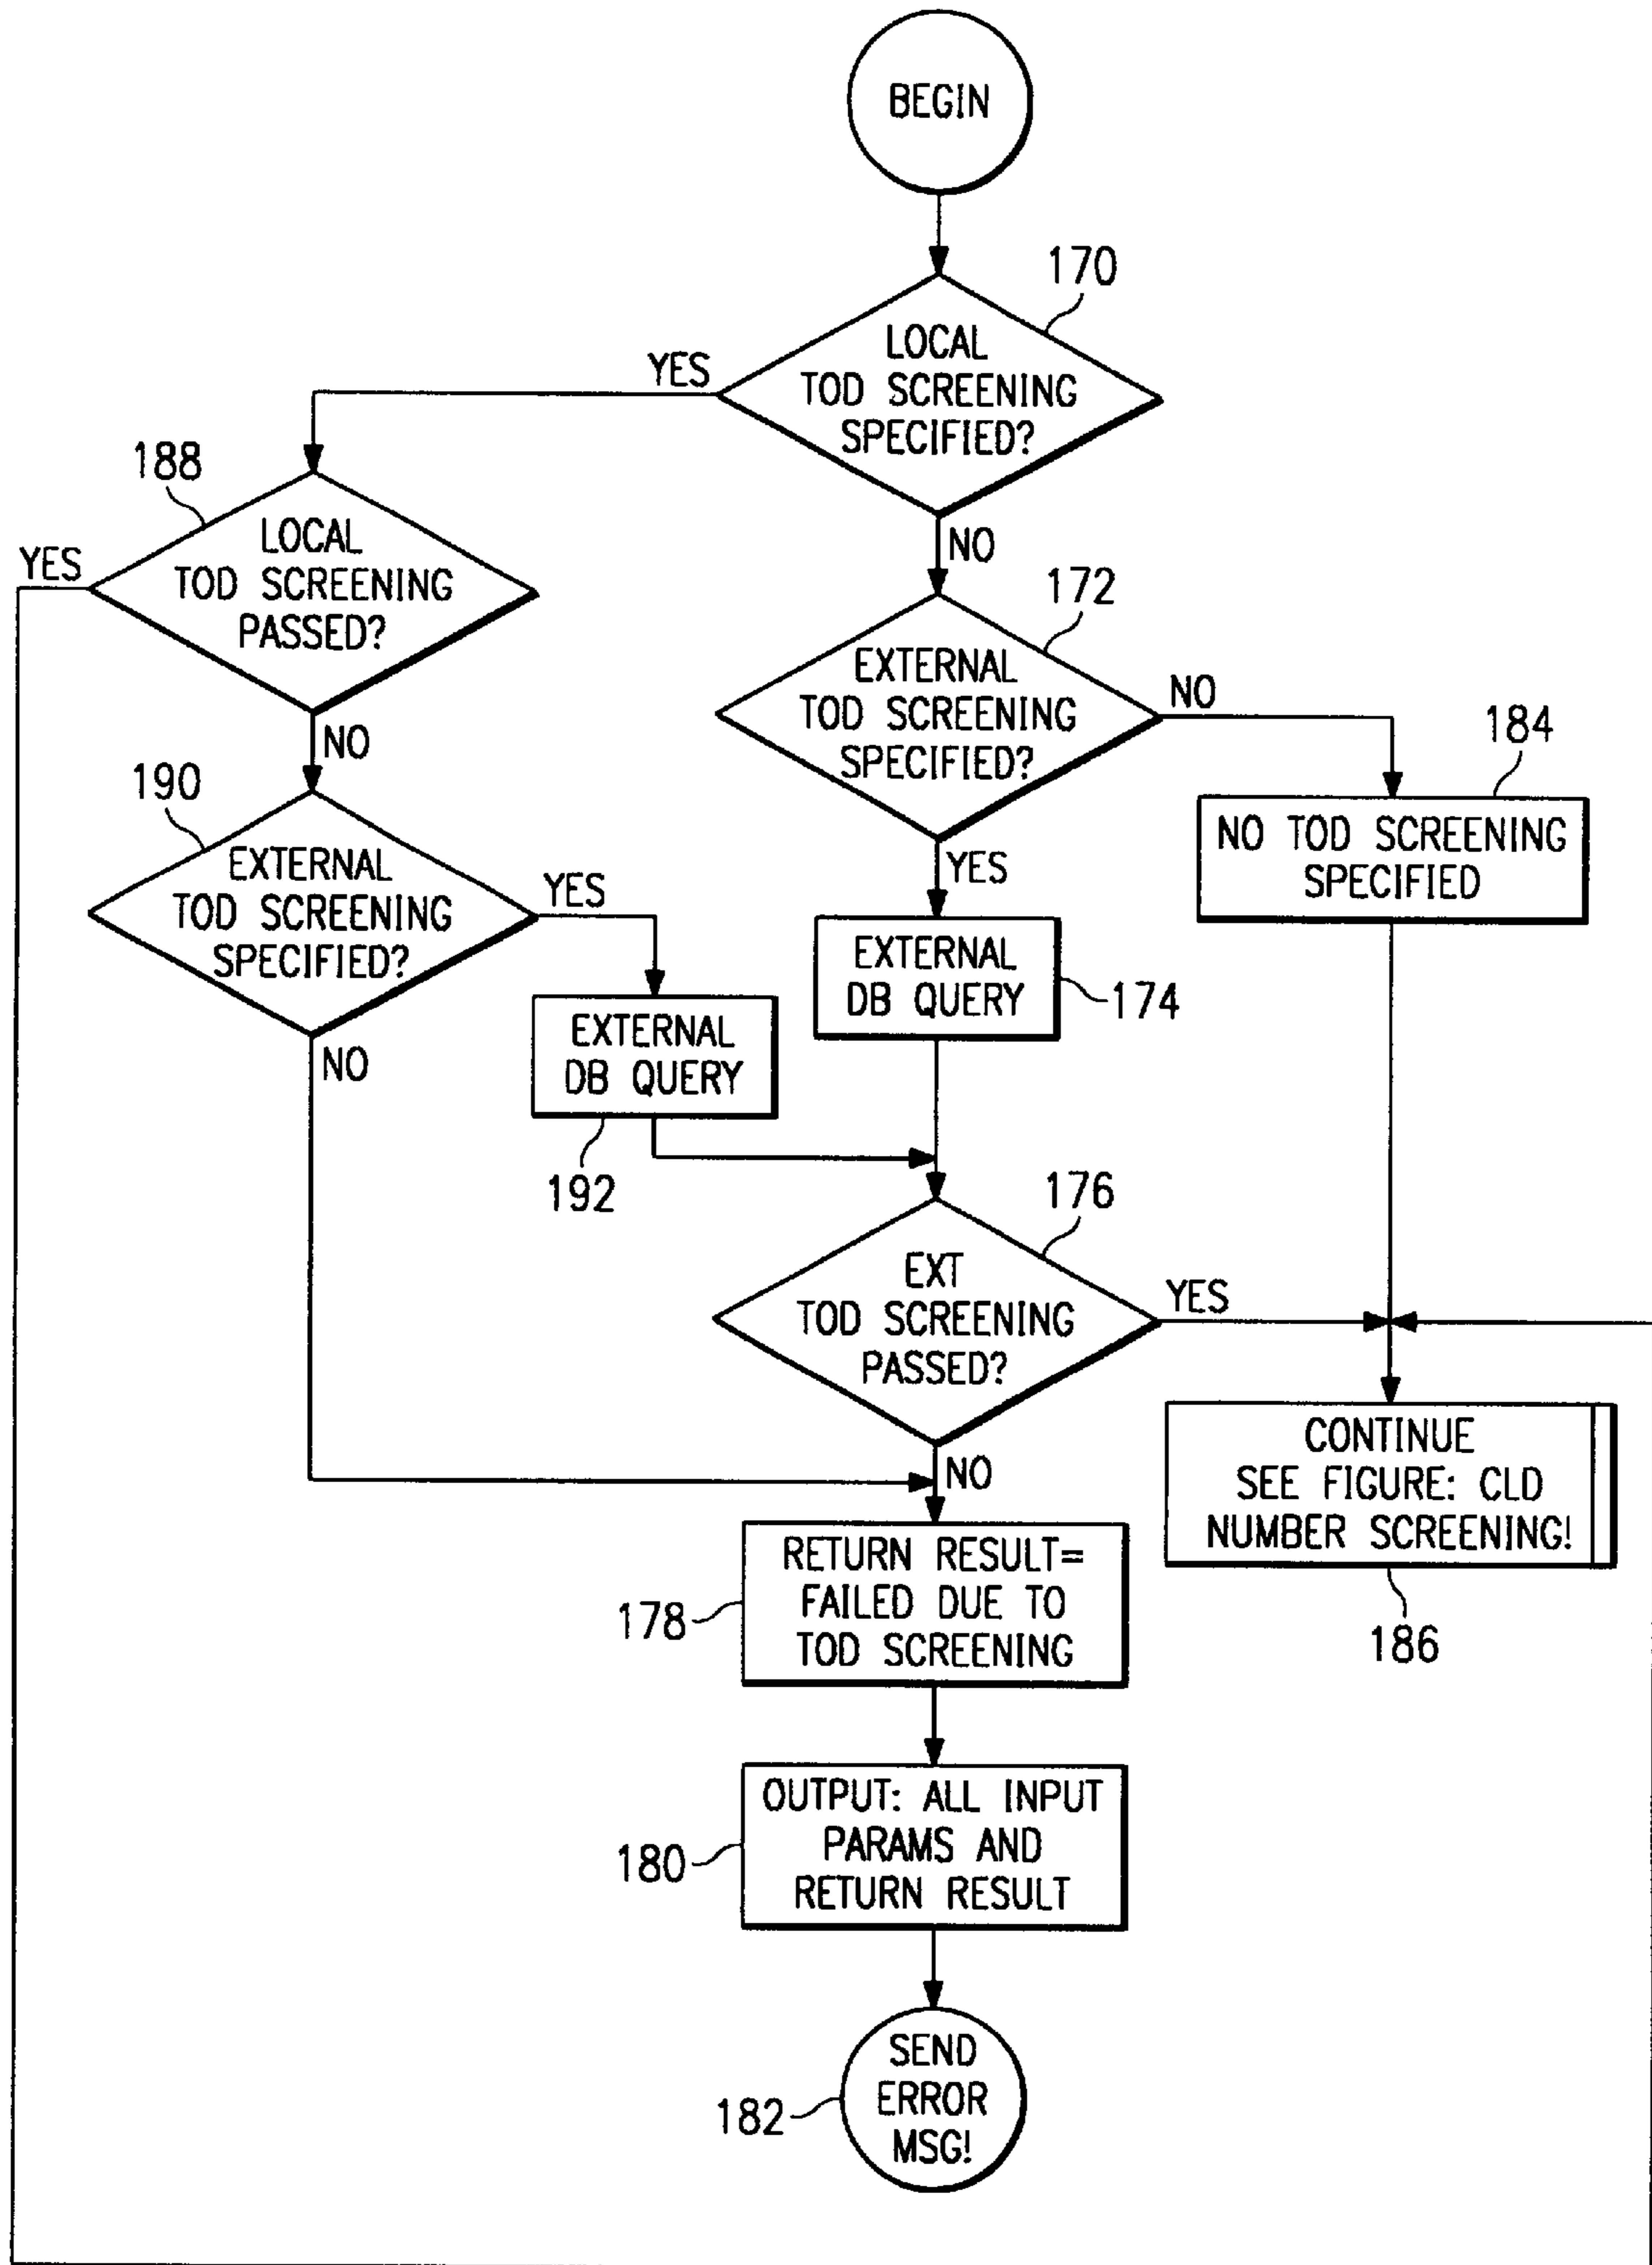 BEGIN
170
LOCAL
TOD SCREENING
SPECIFIED?
YES
NO
188
LOCAL
TOD SCREENING
PASSED?
YES
NO
172
EXTERNAL
TOD SCREENING
SPECIFIED?
NO
YES
184
NO TOD SCREENING
SPECIFIED
190
EXTERNAL
TOD SCREENING
SPECIFIED?
YES
NO
EXTERNAL
DB QUERY
174
EXTERNAL
DB QUERY
192
176
EXT
TOD SCREENING
PASSED?
YES
NO
CONTINUE
SEE FIGURE: CLD
NUMBER SCREENING!
186
RETURN RESULT=
FAILED DUE TO
TOD SCREENING
178
OUTPUT: ALL INPUT
PARAMS AND
RETURN RESULT
180
SEND
ERROR
MSG!
182